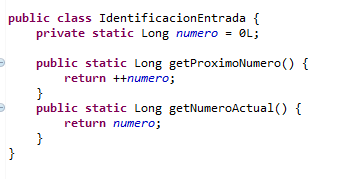 public class IdentificacionEntrada {
    private static Long numero = 0L;
    public static Long getProximoNumero() {
        return ++numero;
    }
    public static Long getNumeroActual() {
        return numero;
    }
}